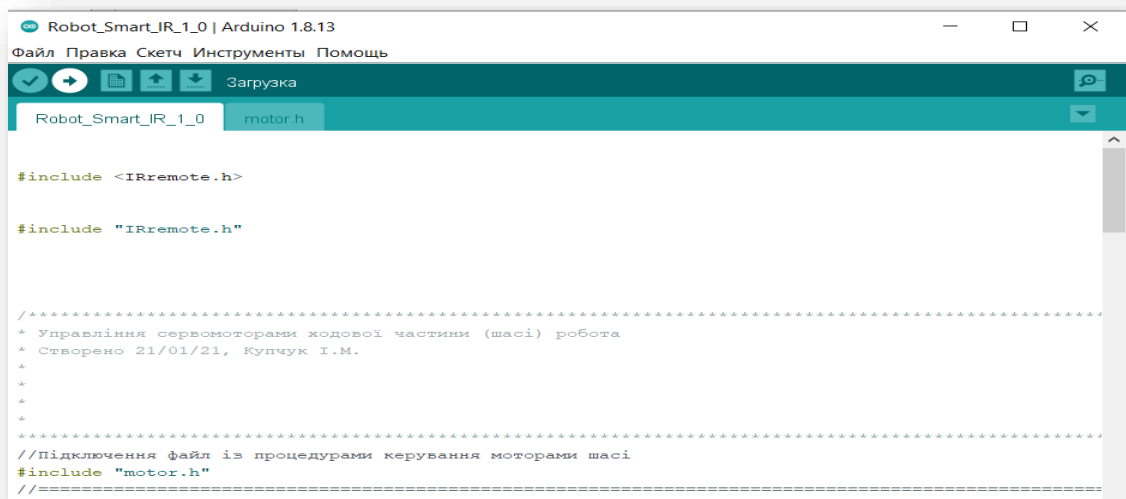 Robot_Smart_IR_1_0 | Arduino 1.8.13
Файл Правка Скетч Инструменты Помощь
Загрузка
Robot_Smart_IR_1_0 motor.h
#include <IRremote.h>
#include "IRremote.h"
/****************************************************************************************
* Управління сервомоторами ходової частини (шасі) робота
* Створено 21/01/21, Купчук І.М.
*
*
*
*
****************************************************************************************
//Підключення файл із процедурами керування моторами шасі
#include "motor.h"
//==========================================================================================